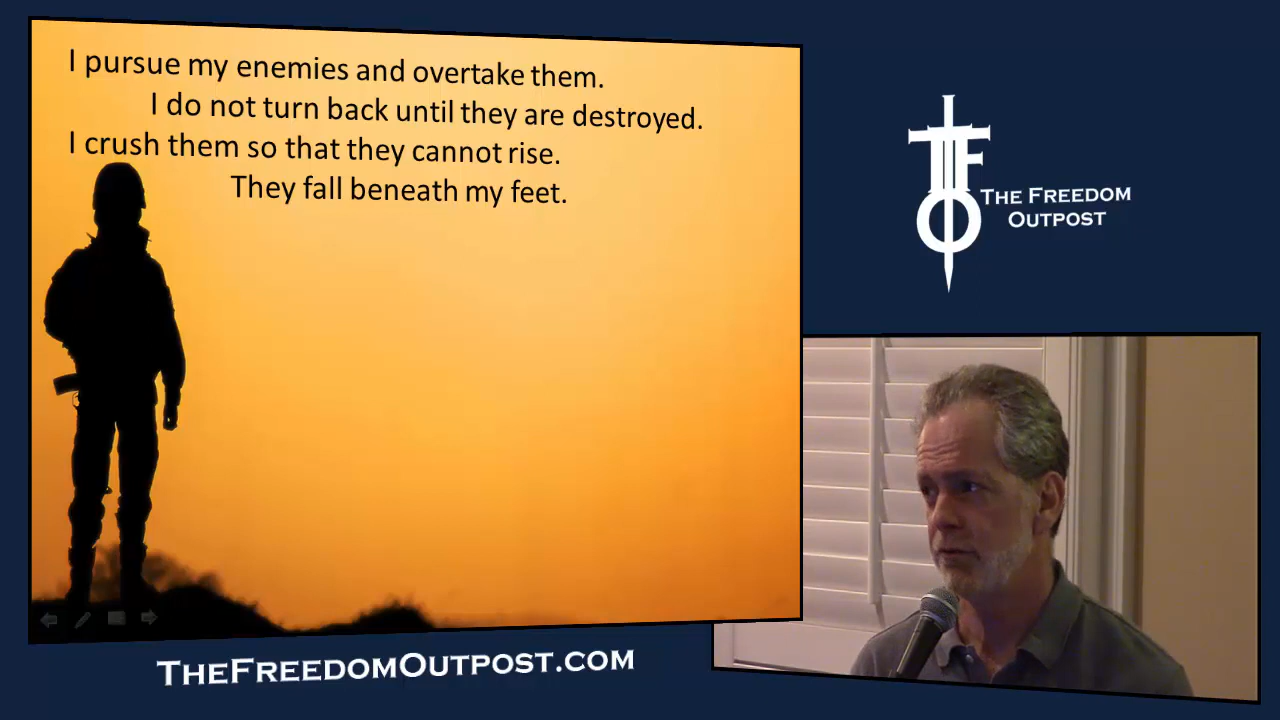 I pursue my enemies and overtake them.
I do not turn back until they are destroyed.
I crush them so that they cannot rise.
They fall beneath my feet.
TFO
THE FREEDOM
OUTPOST
THEFREEDOMOUTPOST.COM